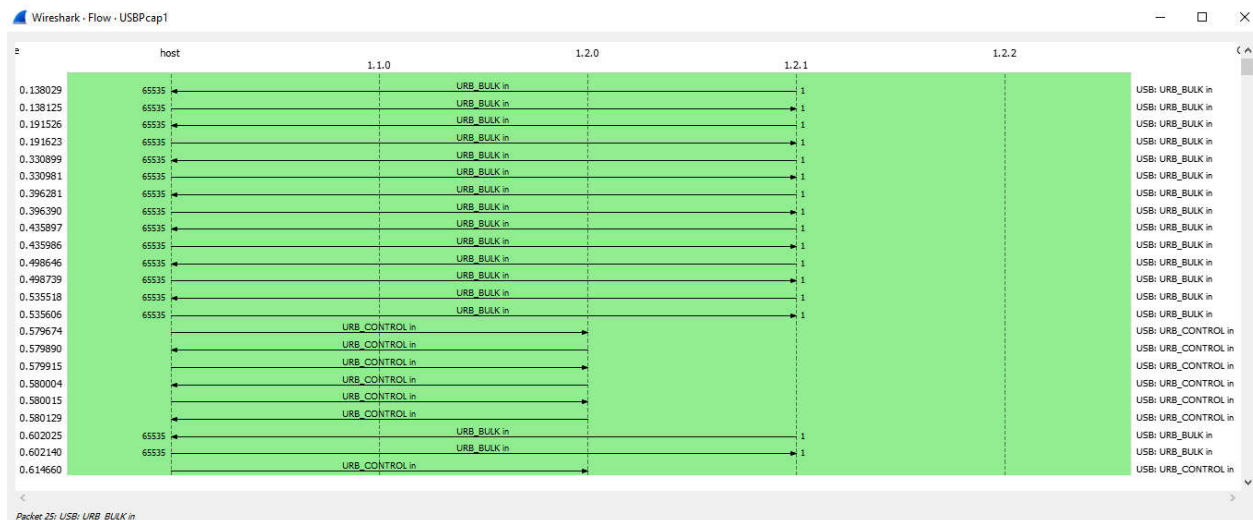 Wireshark · Flow · USBPcap1
host 1.2.0 1.2.2
1.1.0 1.2.1
0.138029 65535 URB_BULK in 1 USB: URB_BULK in
0.138125 65535 URB_BULK in 1 USB: URB_BULK in
0.191526 65535 URB_BULK in 1 USB: URB_BULK in
0.191623 65535 URB_BULK in 1 USB: URB_BULK in
0.330899 65535 URB_BULK in 1 USB: URB_BULK in
0.330981 65535 URB_BULK in 1 USB: URB_BULK in
0.396281 65535 URB_BULK in 1 USB: URB_BULK in
0.396390 65535 URB_BULK in 1 USB: URB_BULK in
0.435897 65535 URB_BULK in 1 USB: URB_BULK in
0.435986 65535 URB_BULK in 1 USB: URB_BULK in
0.498646 65535 URB_BULK in 1 USB: URB_BULK in
0.498739 65535 URB_BULK in 1 USB: URB_BULK in
0.535518 65535 URB_BULK in 1 USB: URB_BULK in
0.535606 65535 URB_BULK in 1 USB: URB_BULK in
0.579674 URB_CONTROL in USB: URB_CONTROL in
0.579890 URB_CONTROL in USB: URB_CONTROL in
0.579915 URB_CONTROL in USB: URB_CONTROL in
0.580004 URB_CONTROL in USB: URB_CONTROL in
0.580015 URB_CONTROL in USB: URB_CONTROL in
0.580129 URB_CONTROL in USB: URB_CONTROL in
0.602025 65535 URB_BULK in 1 USB: URB_BULK in
0.602140 65535 URB_BULK in 1 USB: URB_BULK in
0.614660 URB_CONTROL in USB: URB_CONTROL in
Packet 25: USB: URB_BULK in